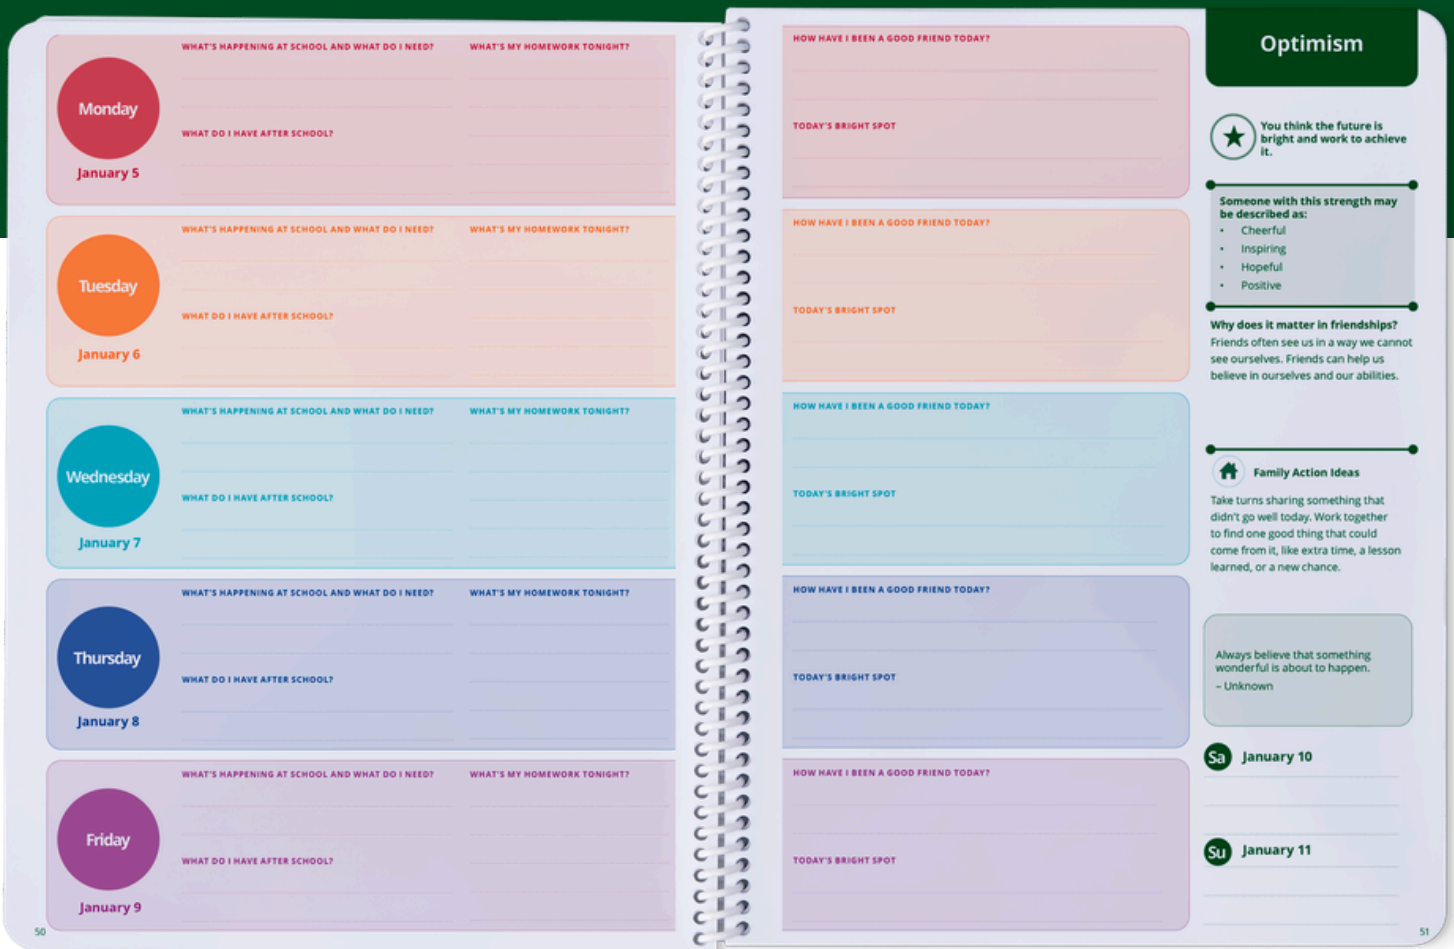 WHAT'S HAPPENING AT SCHOOL AND WHAT DO I NEED?
WHAT'S MY HOMEWORK TONIGHT?
Monday
WHAT DO I HAVE AFTER SCHOOL?
January 5
WHAT'S HAPPENING AT SCHOOL AND WHAT DO I NEED?
WHAT'S MY HOMEWORK TONIGHT?
Tuesday
WHAT DO I HAVE AFTER SCHOOL?
January 6
WHAT'S HAPPENING AT SCHOOL AND WHAT DO I NEED?
WHAT'S MY HOMEWORK TONIGHT?
Wednesday
WHAT DO I HAVE AFTER SCHOOL?
January 7
WHAT'S HAPPENING AT SCHOOL AND WHAT DO I NEED?
WHAT'S MY HOMEWORK TONIGHT?
Thursday
WHAT DO I HAVE AFTER SCHOOL?
January 8
WHAT'S HAPPENING AT SCHOOL AND WHAT DO I NEED?
WHAT'S MY HOMEWORK TONIGHT?
Friday
WHAT DO I HAVE AFTER SCHOOL?
January 9
50
HOW HAVE I BEEN A GOOD FRIEND TODAY?
TODAY'S BRIGHT SPOT
HOW HAVE I BEEN A GOOD FRIEND TODAY?
TODAY'S BRIGHT SPOT
HOW HAVE I BEEN A GOOD FRIEND TODAY?
TODAY'S BRIGHT SPOT
HOW HAVE I BEEN A GOOD FRIEND TODAY?
TODAY'S BRIGHT SPOT
HOW HAVE I BEEN A GOOD FRIEND TODAY?
TODAY'S BRIGHT SPOT
Optimism
You think the future is
bright and work to achieve
it.
Someone with this strength may
be described as:
• Cheerful
• Inspiring
• Hopeful
• Positive
Why does it matter in friendships?
Friends often see us in a way we cannot
see ourselves. Friends can help us
believe in ourselves and our abilities.
Family Action Ideas
Take turns sharing something that
didn't go well today. Work together
to find one good thing that could
come from it, like extra time, a lesson
learned, or a new chance.
Always believe that something
wonderful is about to happen.
– Unknown
Sa January 10
Su January 11
51